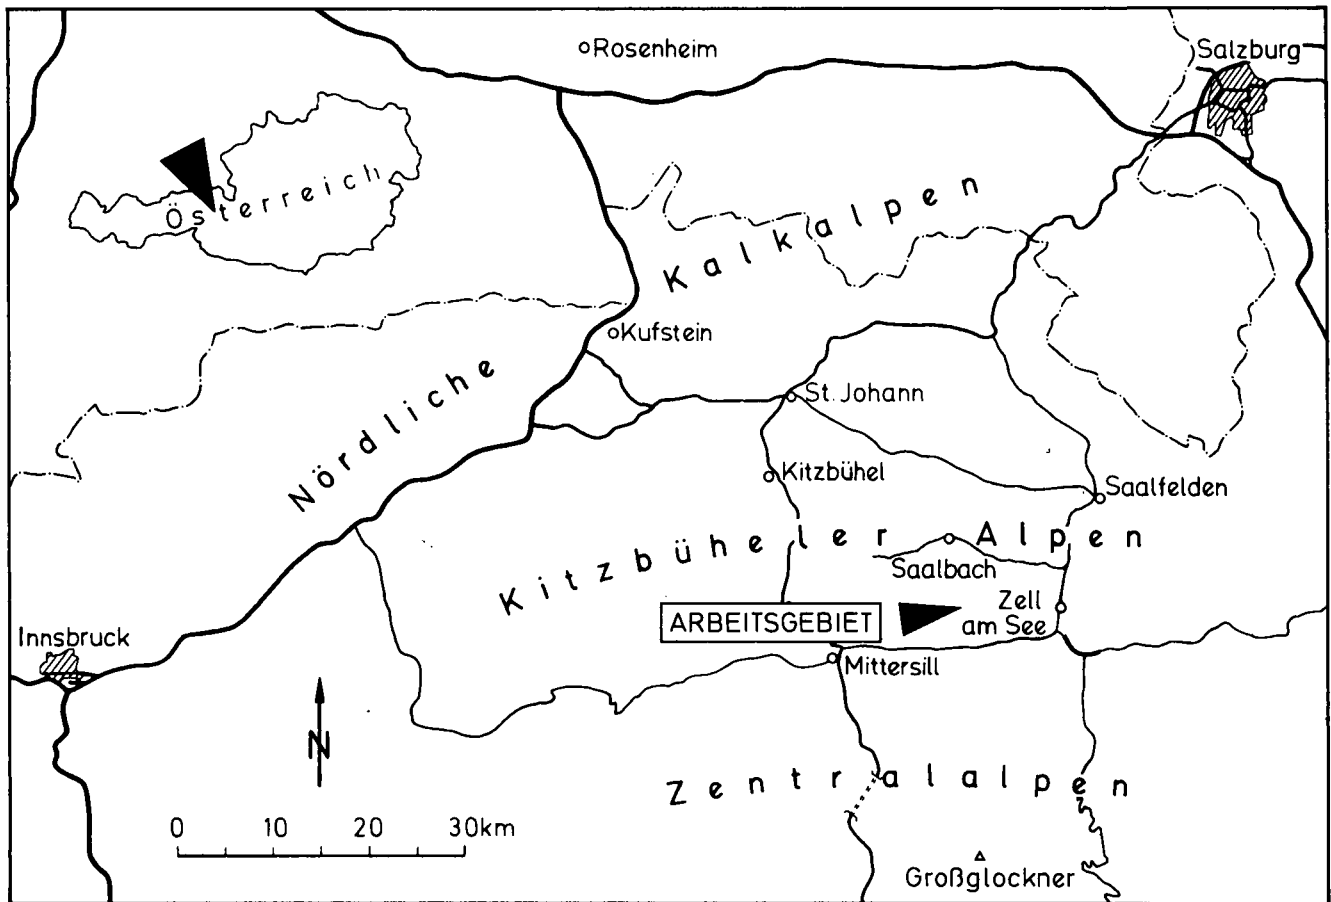 Rosenheim
Salzburg
Österreich
Nördliche Kalkalpen
Kufstein
St. Johann
Kitzbühel
Saalfelden
Kitzbüheler Alpen
Saalbach
Zell
am See
ARBEITSGEBIET
Innsbruck
Mittersill
N
Zentralalpen
0 10 20 30km
Großglockner